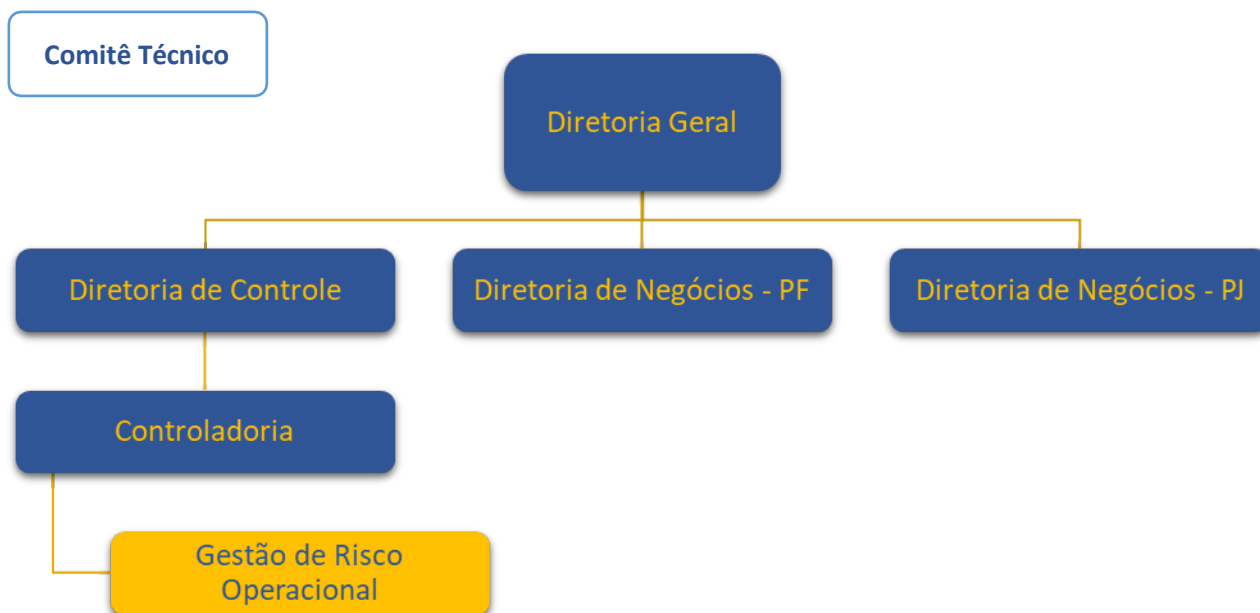 Comitê Técnico
Diretoria Geral
Diretoria de Controle
Diretoria de Negócios - PF
Diretoria de Negócios - PJ
Controladoria
Gestão de Risco
Operacional